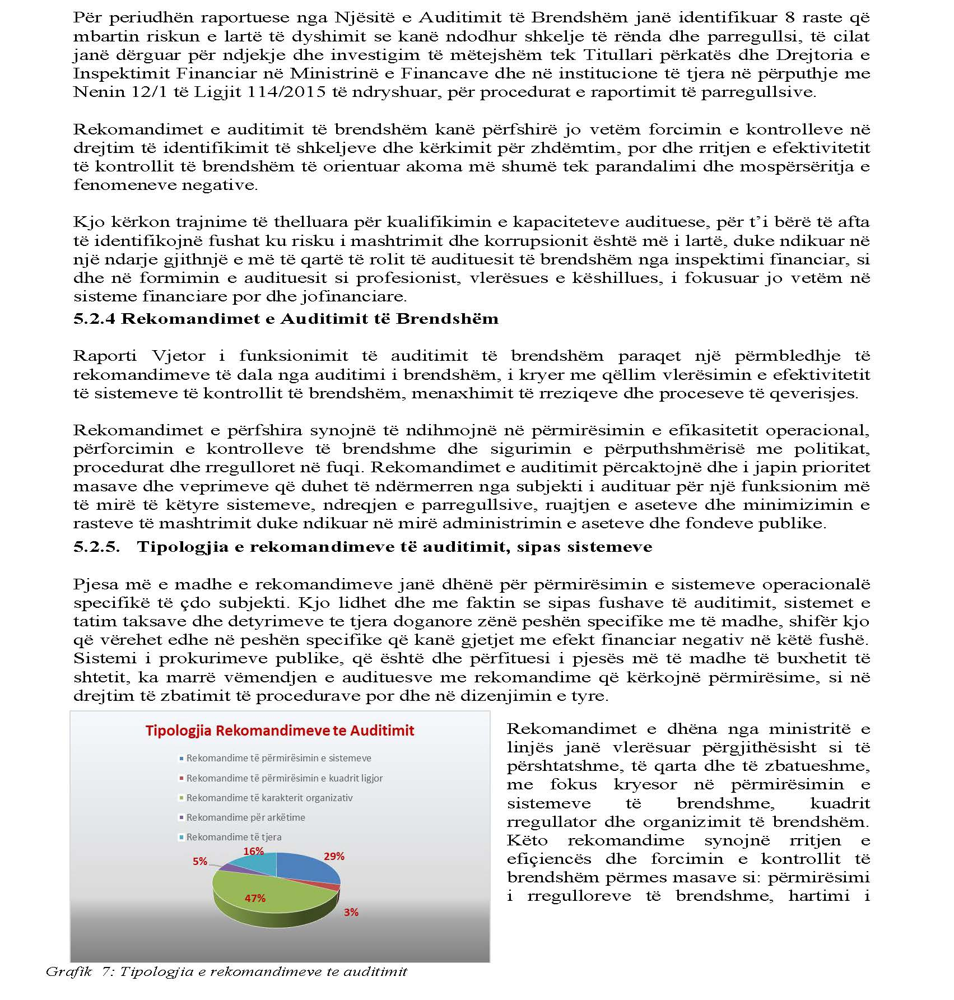 Për periudhën raportuese nga Njësitë e Auditimit të Brendshëm janë identifikuar 8 raste që
mbartin riskun e lartë të dyshimit se kanë ndodhur shkelje të rënda dhe parregullsi, të cilat
janë dërguar për ndjekje dhe investigim të mëtejshëm tek Titullari përkatës dhe Drejtoria e
Inspektimit Financiar në Ministrinë e Financave dhe në institucione të tjera në përputhje me
Nenin 12/1 të Ligjit 114/2015 të ndryshuar, për procedurat e raportimit të parregullsive.
Rekomandimet e auditimit të brendshëm kanë përfshirë jo vetëm forcimin e kontrolleve në
drejtim të identifikimit të shkeljeve dhe kërkimit për zhdëmtim, por dhe rritjen e efektivitetit
të kontrollit të brendshëm të orientuar akoma më shumë tek parandalimi dhe mospërsëritja e
fenomeneve negative.
Kjo kërkon trajnime të thelluara për kualifikimin e kapaciteteve audituese, për t’i bërë të afta
të identifikojnë fushat ku risku i mashtrimit dhe korrupsionit është më i lartë, duke ndikuar në
një ndarje gjithnjë e më të qartë të rolit të audituesit të brendshëm nga inspektimi financiar, si
dhe në formimin e audituesit si profesionist, vlerësues e këshillues, i fokusuar jo vetëm në
sisteme financiare por dhe jofinanciare.
5.2.4 Rekomandimet e Auditimit të Brendshëm
Raporti Vjetor i funksionimit të auditimit të brendshëm paraqet një përmbledhje të
rekomandimeve të dala nga auditimi i brendshëm, i kryer me qëllim vlerësimin e efektivitetit
të sistemeve të kontrollit të brendshëm, menaxhimit të rreziqeve dhe proceseve të qeverisjes.
Rekomandimet e përfshira synojnë të ndihmojnë në përmirësimin e efikasitetit operacional,
përforcimin e kontrolleve të brendshme dhe sigurimin e përputhshmërisë me politikat,
procedurat dhe rregulloret në fuqi. Rekomandimet e auditimit përcaktojnë dhe i japin prioritet
masave dhe veprimeve që duhet të ndërmerren nga subjekti i audituar për një funksionim më
të mirë të këtyre sistemeve, ndreqjen e parregullsive, ruajtjen e aseteve dhe minimizimin e
rasteve të mashtrimit duke ndikuar në mirë administrimin e aseteve dhe fondeve publike.
5.2.5. Tipologjia e rekomandimeve të auditimit, sipas sistemeve
Pjesa më e madhe e rekomandimeve janë dhënë për përmirësimin e sistemeve operacionalë
specifikë të çdo subjekti. Kjo lidhet dhe me faktin se sipas fushave të auditimit, sistemet e
tatim taksave dhe detyrimeve te tjera doganore zënë peshën specifike me të madhe, shifër kjo
që vërehet edhe në peshën specifike që kanë gjetjet me efekt financiar negativ në këtë fushë.
Sistemi i prokurimeve publike, që është dhe përfituesi i pjesës më të madhe të buxhetit të
shtetit, ka marrë vëmendjen e audituesve me rekomandime që kërkojnë përmirësime, si në
drejtim të zbatimit të procedurave por dhe në dizenjimin e tyre.
Tipologjia Rekomandimeve te Auditimit
Rekomandime të përmirësimin e sistemeve
Rekomandime të përmirësimin e kuadrit ligjor
Rekomandime të karakterit organizativ
Rekomandime për arkëtime
Rekomandime të tjera
16%
29%
5%
47%
3%
Grafik 7: Tipologjia e rekomandimeve te auditimit
Rekomandimet e dhëna nga ministritë e
linjës janë vlerësuar përgjithësisht si të
përshtatshme, të qarta dhe të zbatueshme,
me fokus kryesor në përmirësimin e
sistemeve të brendshme, kuadrit
rregullator dhe organizimit të brendshëm.
Këto rekomandime synojnë rritjen e
efiçiencës dhe forcimin e kontrollit të
brendshëm përmes masave si: përmirësimi
i rregulloreve të brendshme, hartimi i